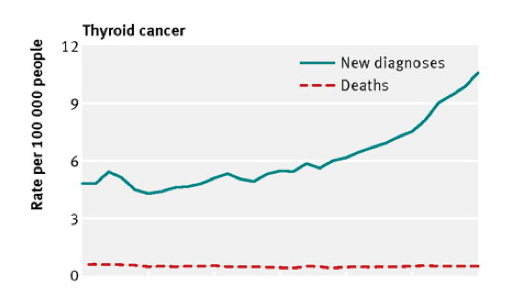 Thyroid cancer
Rate per 100 000 people
12
9
6
3
0
New diagnoses
Deaths